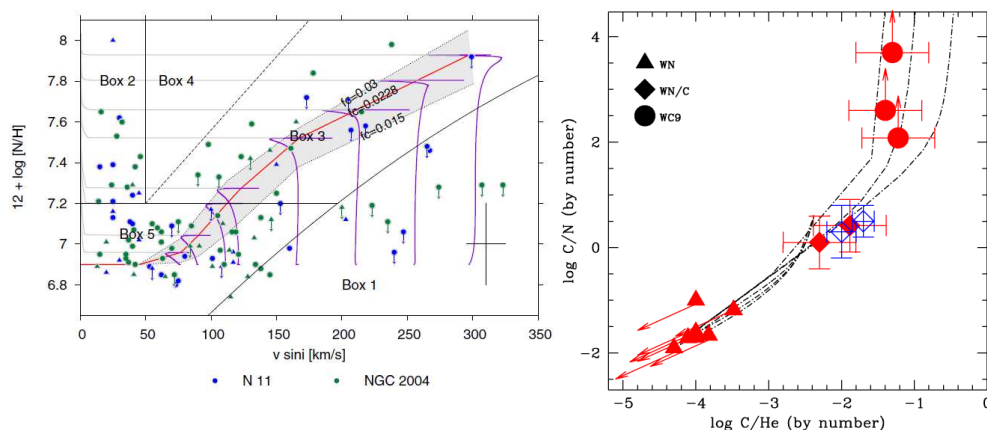 12 + log [N/H]
8
7.8
7.6
7.4
7.2
7
6.8
Box 2
Box 4
Box 3
Box 5
Box 1
fc=0.03
fc=0.0228
fc=0.015
0 50 100 150 200 250 300 350
v sini [km/s]
N 11 NGC 2004
log C/N (by number)
4
2
0
−2
WN
WN/C
WC9
−5 −4 −3 −2 −1 0
log C/He (by number)